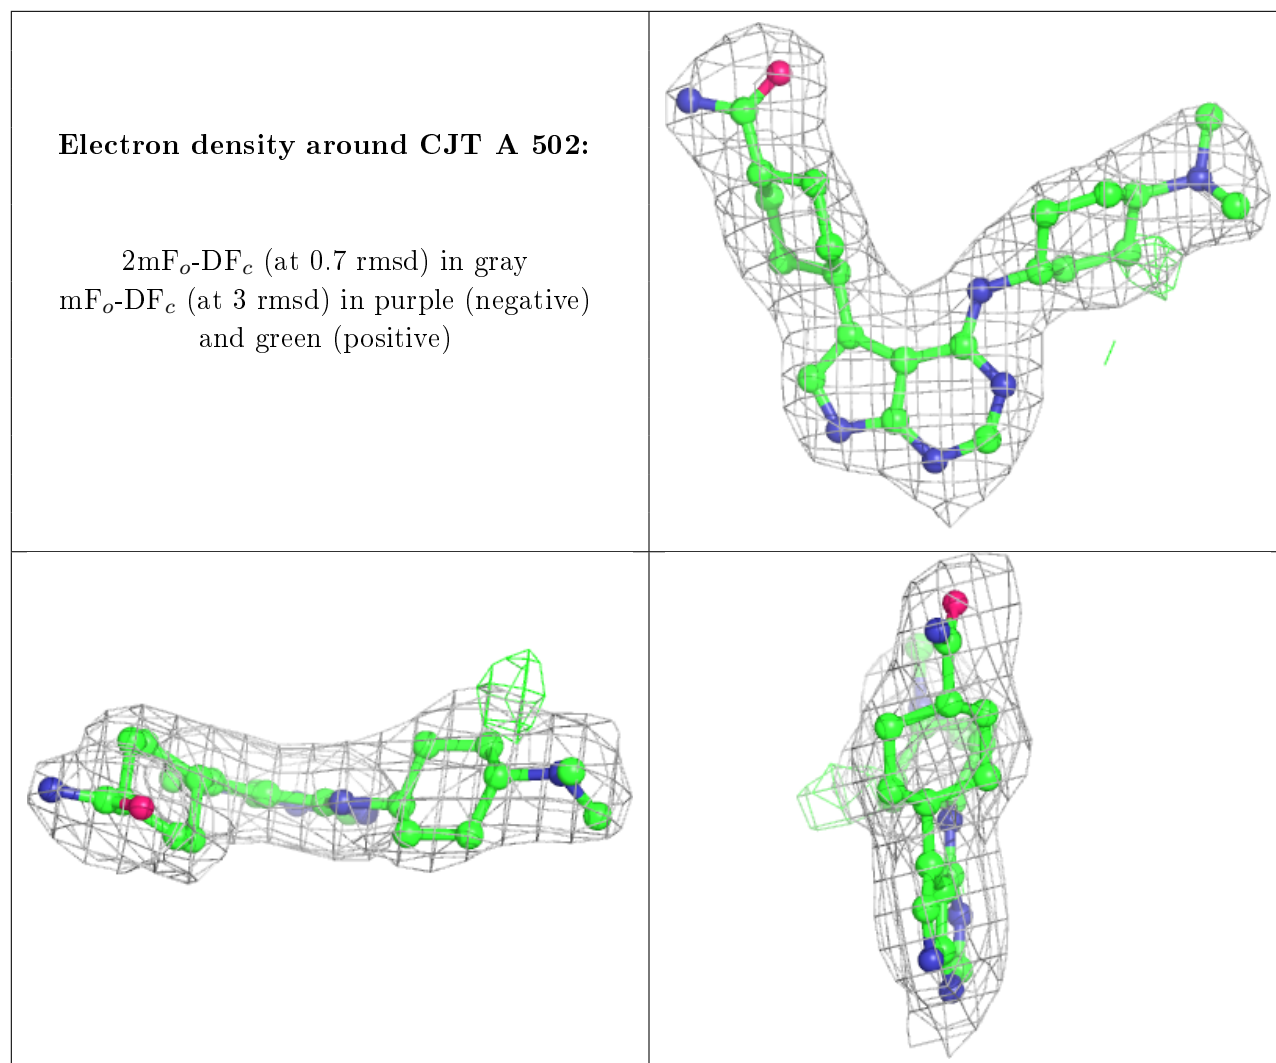 Electron density around CJT A 502:
2mFo-DFc (at 0.7 rmsd) in gray
mFo-DFc (at 3 rmsd) in purple (negative)
and green (positive)